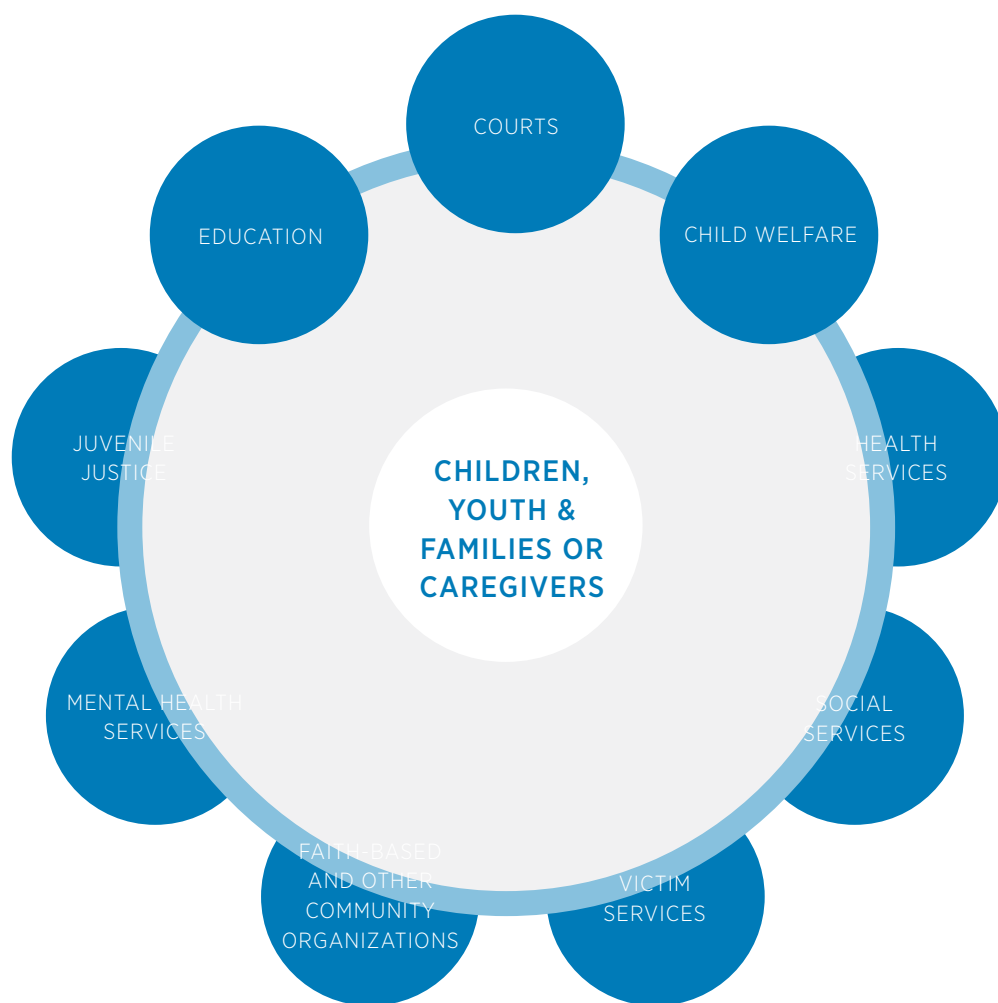 COURTS
EDUCATION
CHILD WELFARE
JUVENILE
JUSTICE
HEALTH
SERVICES
CHILDREN,
YOUTH &
FAMILIES OR
CAREGIVERS
MENTAL HEALTH
SERVICES
SOCIAL
SERVICES
FAITH-BASED
AND OTHER
COMMUNITY
ORGANIZATIONS
VICTIM
SERVICES